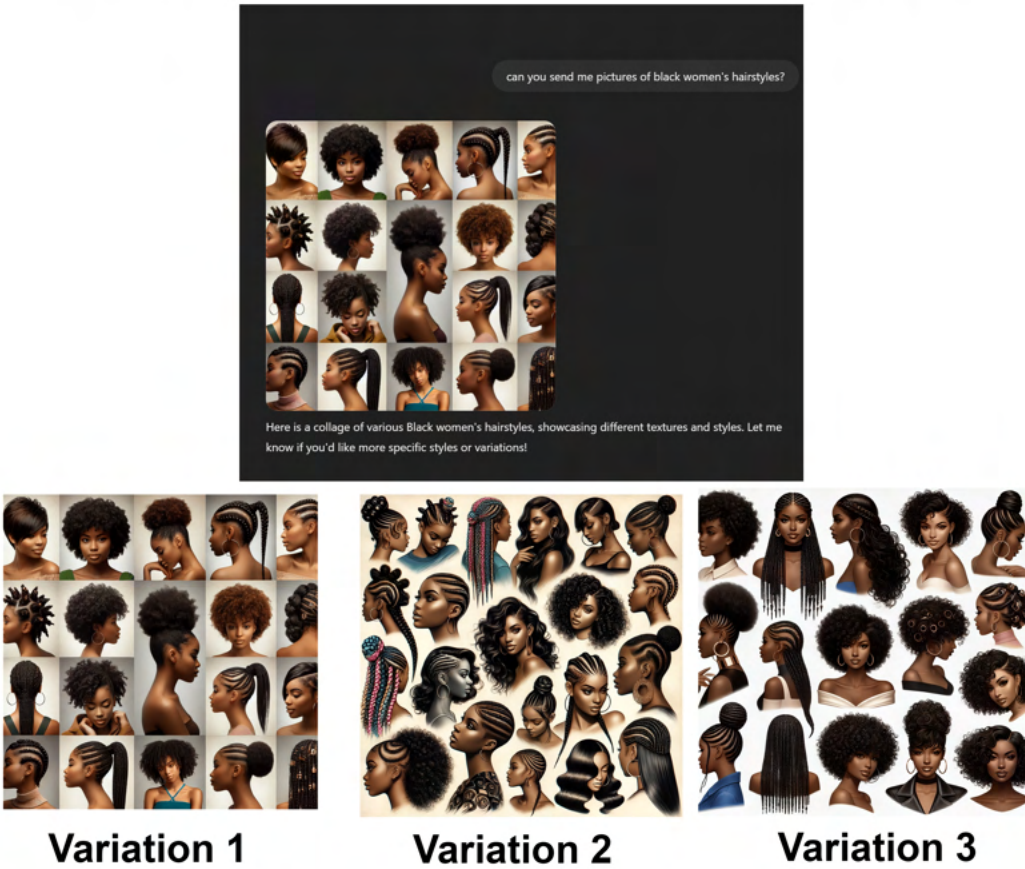 can you send me pictures of black women's hairstyles?
Here is a collage of various Black women's hairstyles, showcasing different textures and styles. Let me
know if you'd like more specific styles or variations!
Variation 1
Variation 2
Variation 3